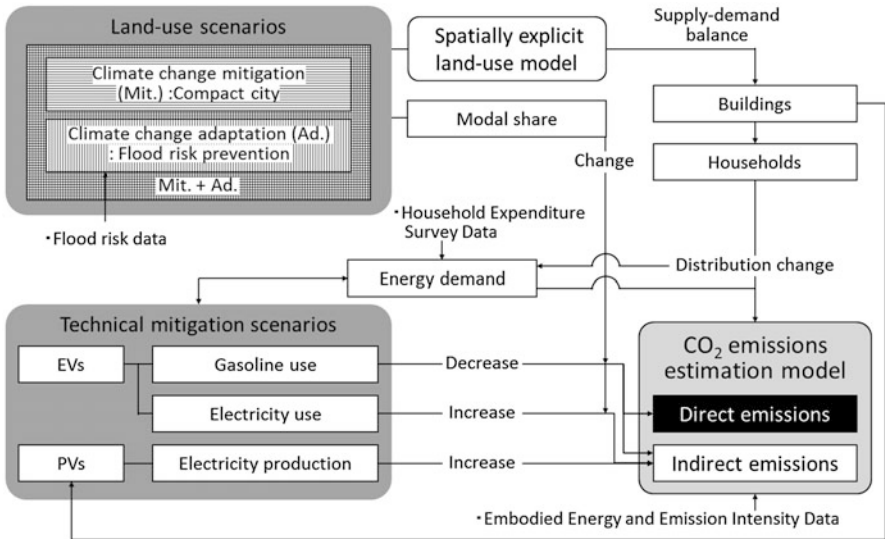 Land-use scenarios
Climate change mitigation
(Mit.) :Compact city
Climate change adaptation (Ad.)
: Flood risk prevention
Mit. + Ad.
・Flood risk data
Spatially explicit
land-use model
Supply-demand
balance
Modal share
Change
Buildings
Households
・Household Expenditure
Survey Data
Energy demand
Distribution change
Technical mitigation scenarios
EVs
Gasoline use
Decrease
Electricity use
Increase
PVs
Electricity production
Increase
CO₂ emissions
estimation model
Direct emissions
Indirect emissions
・Embodied Energy and Emission Intensity Data